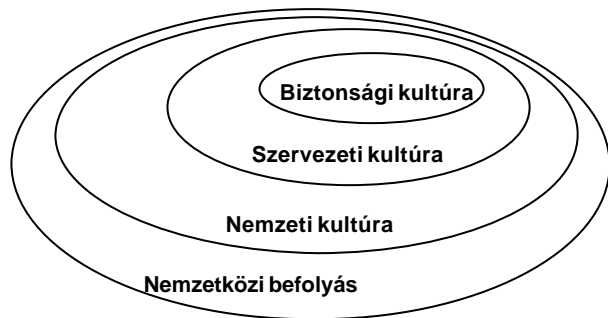 Biztonsági kultúra
Szervezeti kultúra
Nemzeti kultúra
Nemzetközi befolyás